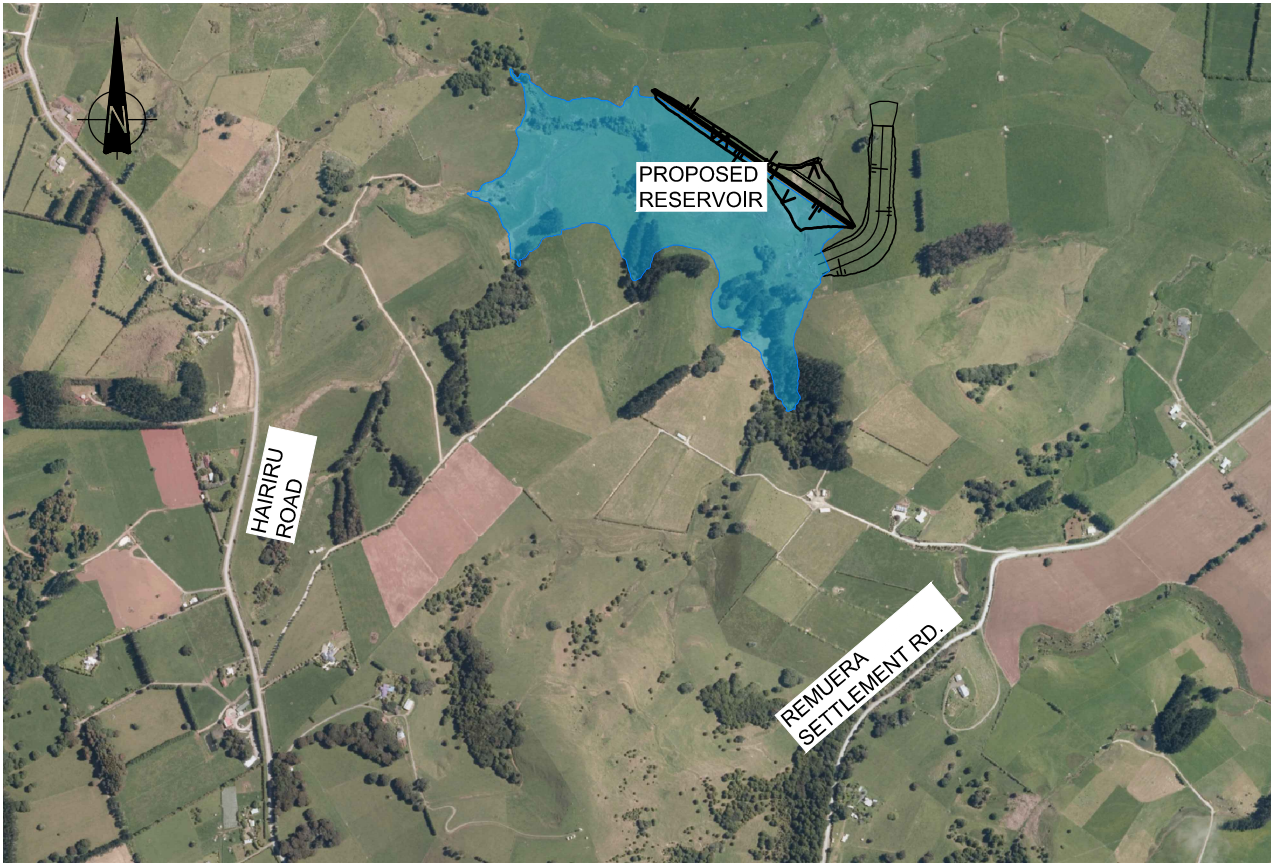 N
PROPOSED
RESERVOIR
HAIRIRU
ROAD
REMUERA
SETTLEMENT RD.